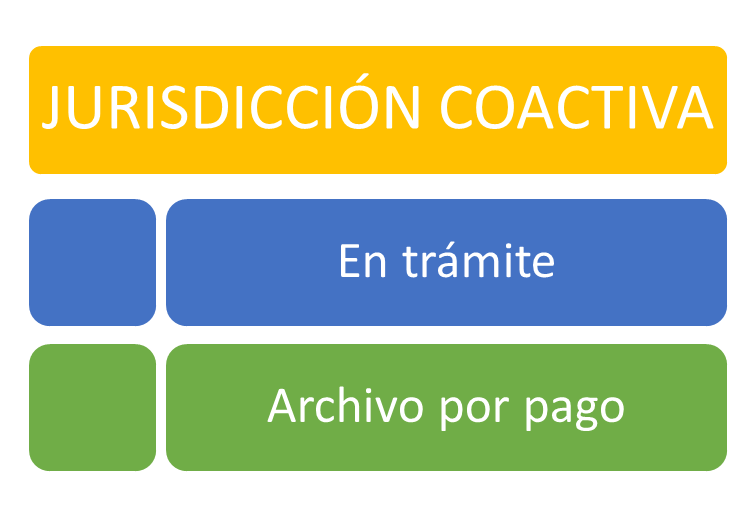 JURISDICCIÓN COACTIVA
En trámite
Archivo por pago